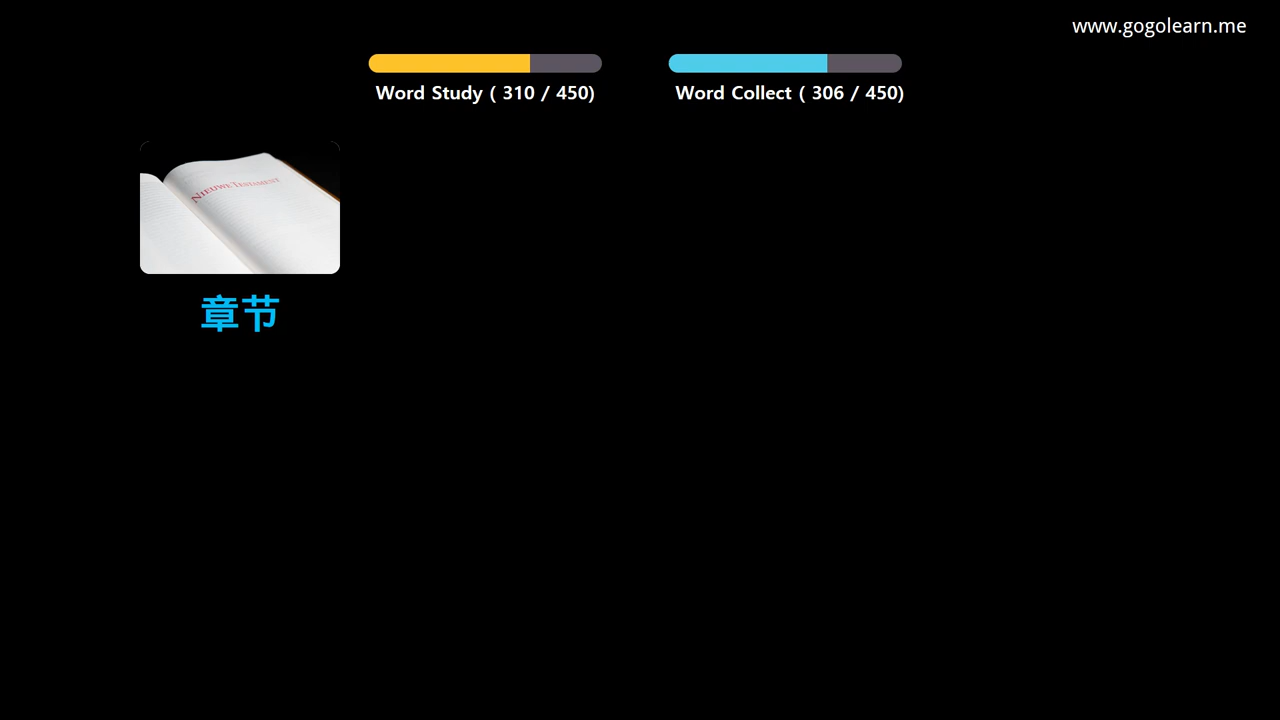 www.gogolearn.me
Word Study ( 310 / 450)
Word Collect ( 306 / 450)
NIEUWE TESTAMENT
章节